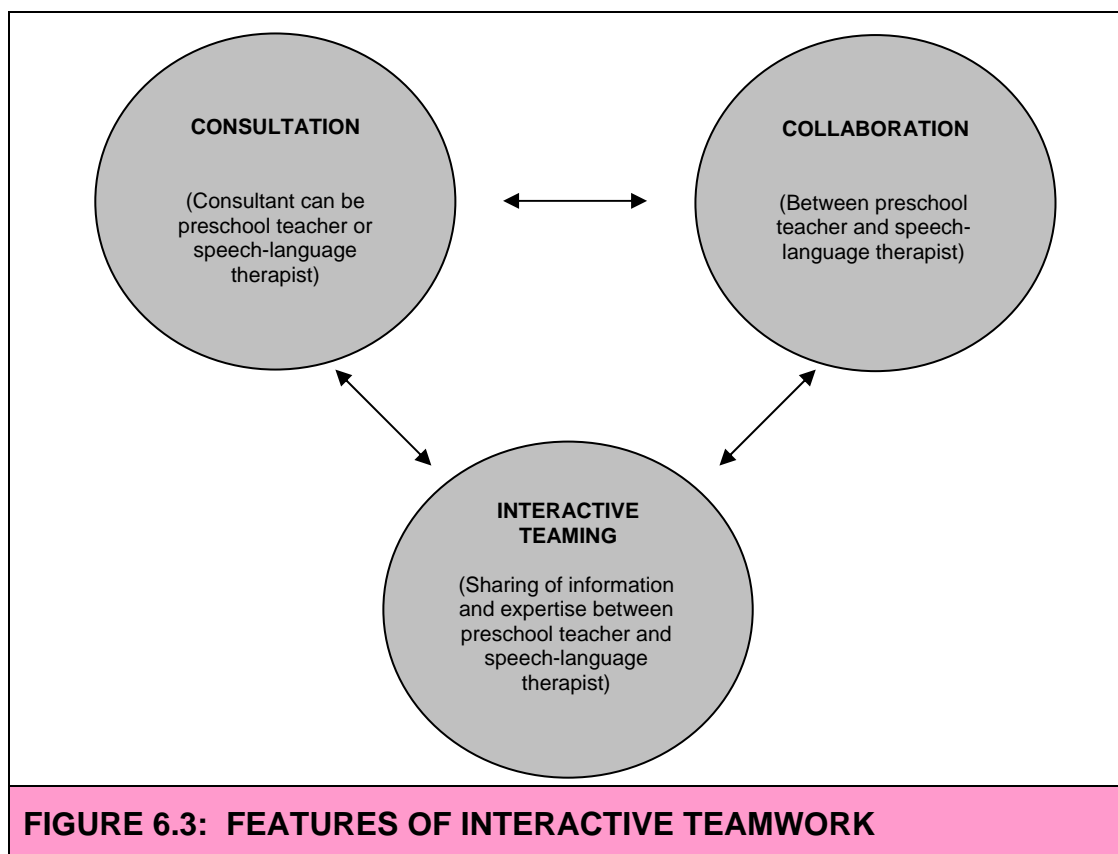 CONSULTATION
(Consultant can be
preschool teacher or
speech-language
therapist)
COLLABORATION
(Between preschool
teacher and speech-
language therapist)
INTERACTIVE
TEAMING
(Sharing of information
and expertise between
preschool teacher and
speech-language
therapist)
FIGURE 6.3: FEATURES OF INTERACTIVE TEAMWORK